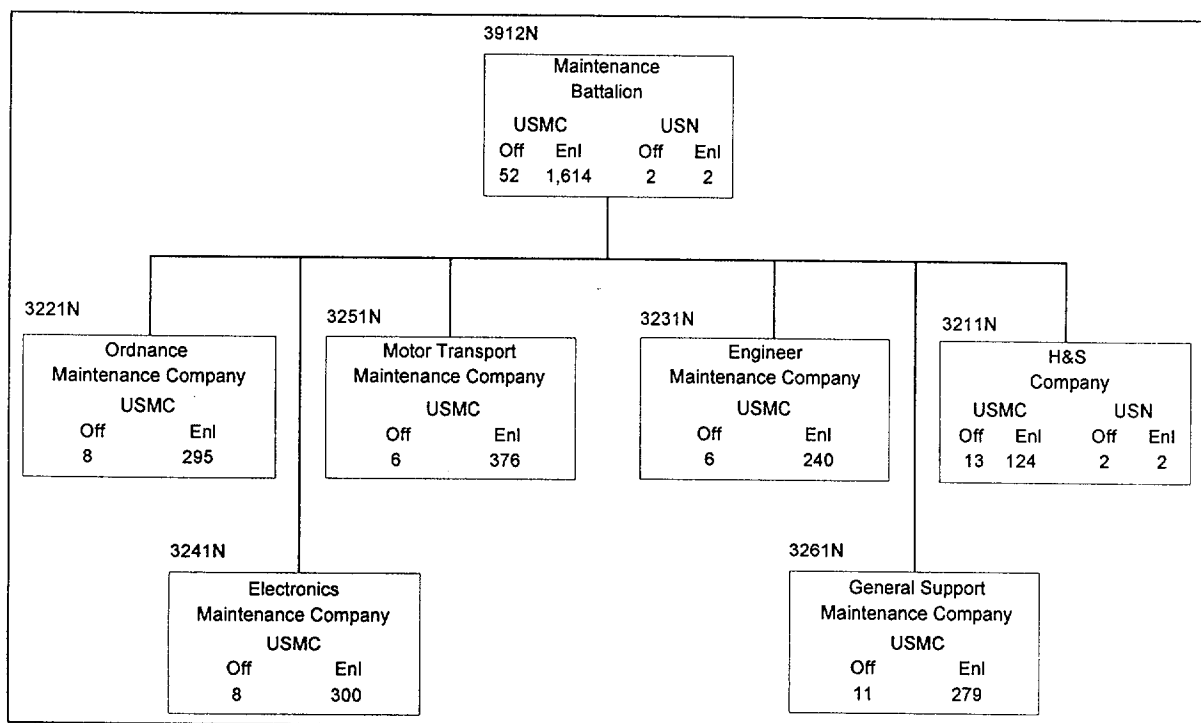 3912N
Maintenance
Battalion
USMC USN
Off Enl Off Enl
52 1,614 2 2
3221N
Ordnance
Maintenance Company
USMC
Off Enl
8 295
3251N
Motor Transport
Maintenance Company
USMC
Off Enl
6 376
3231N
Engineer
Maintenance Company
USMC
Off Enl
6 240
3211N
H&S
Company
USMC USN
Off Enl Off Enl
13 124 2 2
3241N
Electronics
Maintenance Company
USMC
Off Enl
8 300
3261N
General Support
Maintenance Company
USMC
Off Enl
11 279